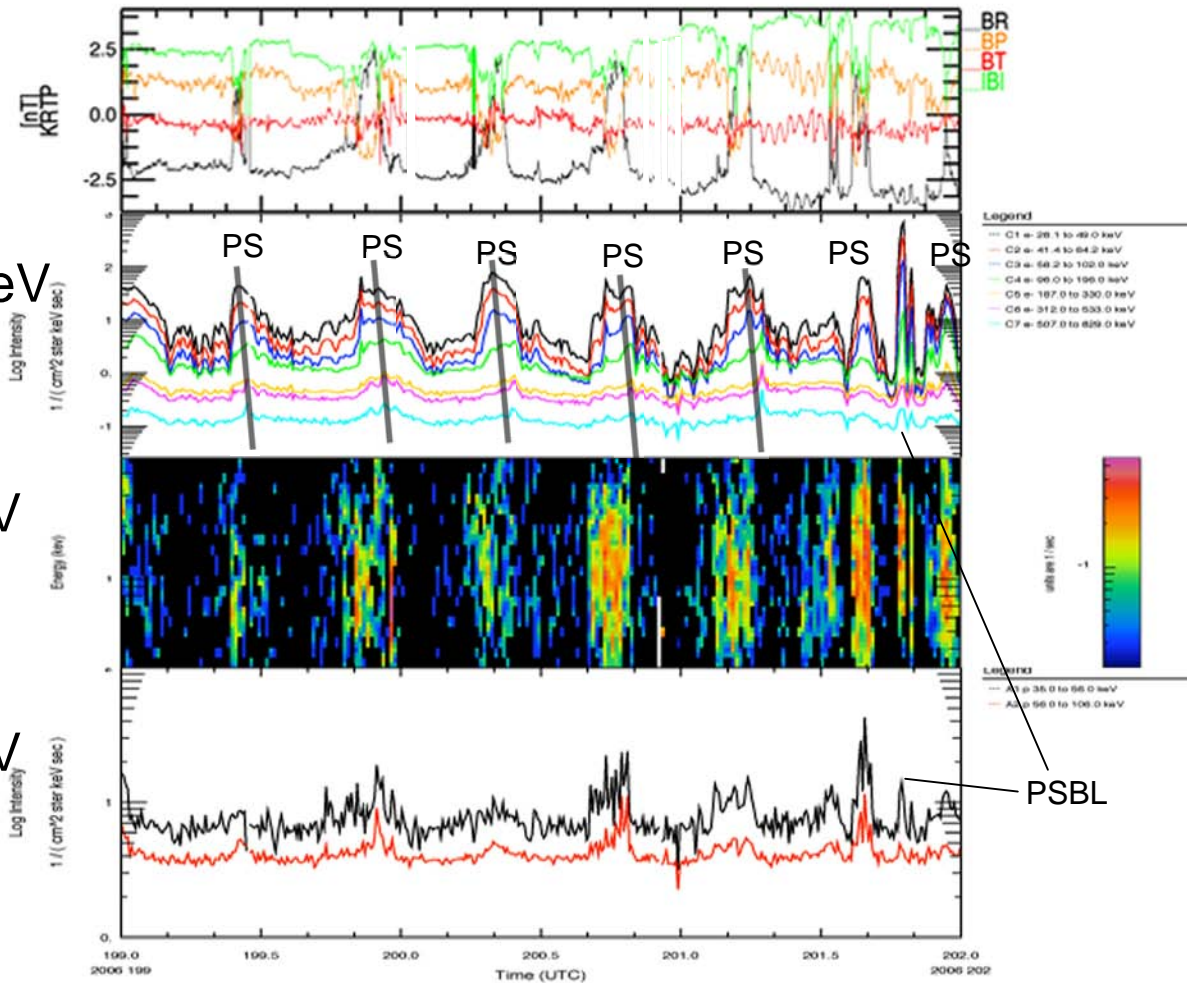 2.5
0.0
-2.5
[nT]
KRTP
BR
BP
BT
|B|
Legend
C1 e- 28.1 to 49.0 keV
C2 e- 41.4 to 64.2 keV
C3 e- 58.2 to 102.0 keV
C4 e- 96.0 to 196.0 keV
C5 e- 187.0 to 330.0 keV
C6 e- 312.0 to 533.0 keV
C7 e- 507.0 to 829.0 keV
PS PS PS PS PS PS PS
eV
Log Intensity
1 / ( cm^2 ster keV sec )
2
1
0.
-1
V
Energy (kev)
1
units are 1 / sec
-1
Legend
A1 p 35.0 to 56.0 keV
A2 p 56.0 to 106.0 keV
V
Log Intensity
1 / ( cm^2 ster keV sec )
1
0.
PSBL
199.0 199.5 200.0 200.5 201.0 201.5 202.0
2006 199 2006 202
Time (UTC)